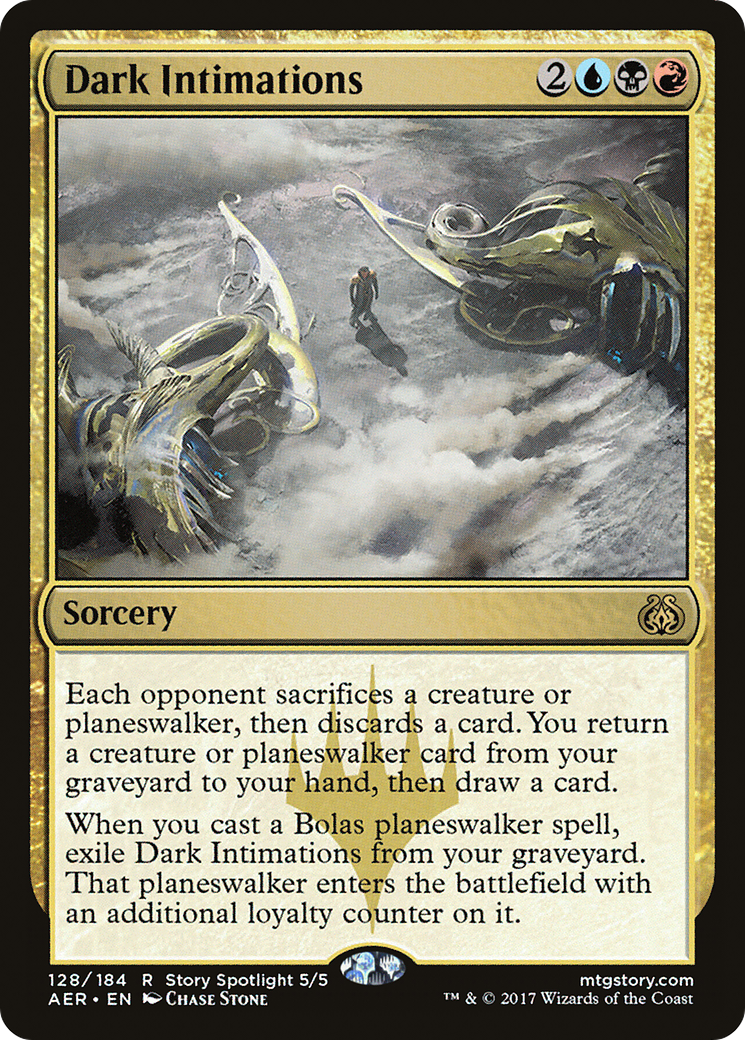 Dark Intimations 2
Sorcery
Each opponent sacrifices a creature or
planeswalker, then discards a card. You return
a creature or planeswalker card from your
graveyard to your hand, then draw a card.
When you cast a Bolas planeswalker spell,
exile Dark Intimations from your graveyard.
That planeswalker enters the battlefield with
an additional loyalty counter on it.
128/184 R Story Spotlight 5/5 mtgstory.com
AER • EN Chase Stone ™ & © 2017 Wizards of the Coast